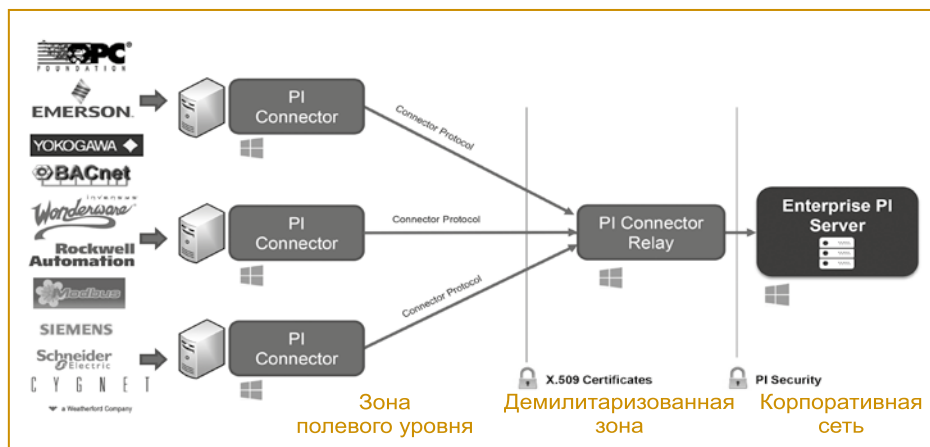 OPC®
FOUNDATION
EMERSON™
YOKOGAWA
BACnet
invensys
Wonderware
Rockwell
Automation
Modbus
SIEMENS
Schneider
Electric
CYGNET
a Weatherford Company
PI
Connector
Connector Protocol
PI
Connector
Connector Protocol
PI
Connector
Connector Protocol
PI Connector
Relay
Enterprise PI
Server
X.509 Certificates
PI Security
Зона
полевого уровня
Демилитаризованная
зона
Корпоративная
сеть